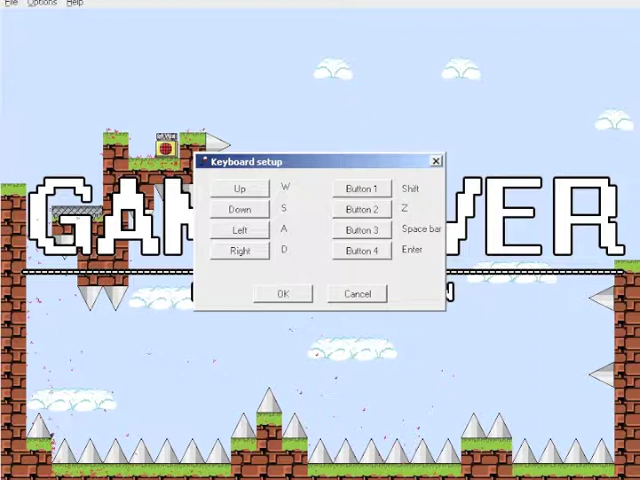 File Options Help
GAM VER
Keyboard setup
Up W Button 1 Shift
Down S Button 2 Z
Left A Button 3 Space bar
Right D Button 4 Enter
OK Cancel